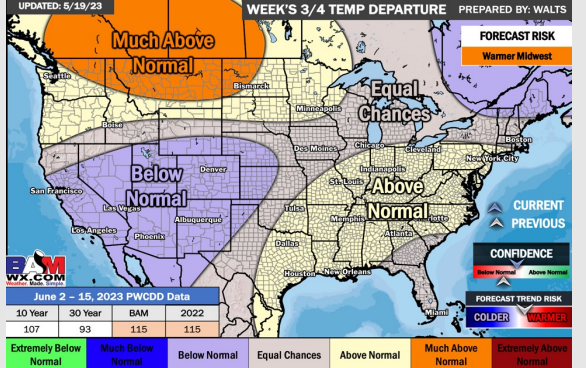 UPDATED: 5/19/23
WEEK'S 3/4 TEMP DEPARTURE
PREPARED BY: WALTS
FORECAST RISK
Warmer Midwest
Much Above
Normal
Seattle
Bismarck
Equal
Chances
Minneapolis
Boise
Boston
Des Moines
Chicago
Cleveland
New York City
Below
Normal
Denver
Indianapolis
St. Louis
Above
Normal
San Francisco
Las Vegas
Los Angeles
Albuquerque
Phoenix
Tulsa
Memphis
lotte
Atlanta
Dallas
Houston
New Orleans
Miami
CURRENT
PREVIOUS
CONFIDENCE
Below Normal
Above Normal
FORECAST TREND RISK
COLDER
WARMER
BAM
WX.COM
Weather. Made. Simple.
June 2 - 15, 2023 PWCDD Data
10 Year 30 Year BAM 2022
107 93 115 115
Extremely Below Normal
Much Below Normal
Below Normal
Equal Chances
Above Normal
Much Above Normal
Extremely Above Normal